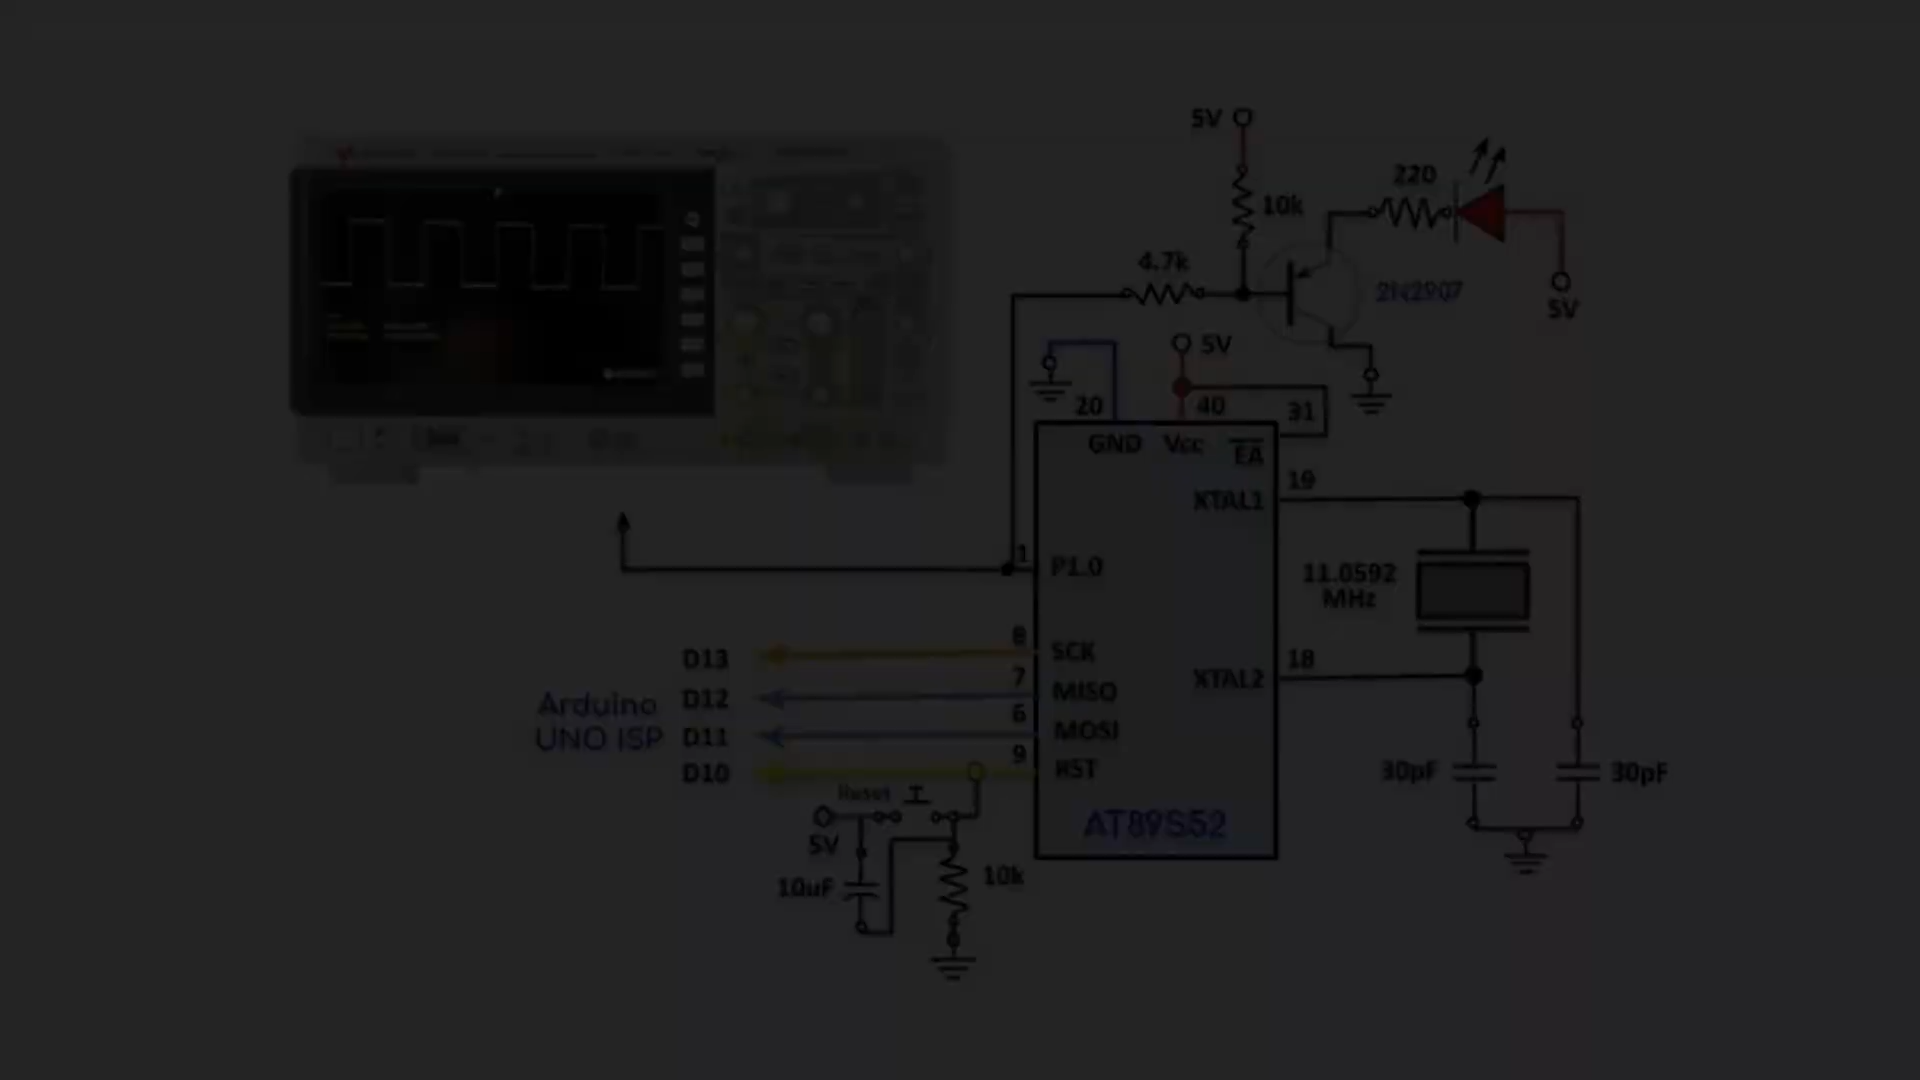 5V
220
10k
4.7k
2N2907
5V
5V
20
40
31
GND
Vcc
EA
19
XTAL1
1
P1.0
11.0592
MHz
8
SCK
D13
18
XTAL2
7
MISO
D12
Arduino
UNO ISP
6
MOSI
D11
9
RST
D10
30pF
30pF
Reset
AT89S52
5V
10uF
10k